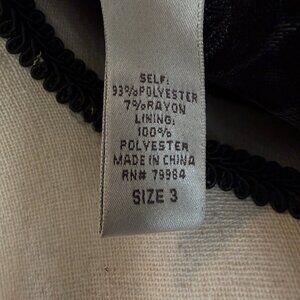 SELF:
93%POLYESTER
7%RAYON
LINING:
100%
POLYESTER
MADE IN CHINA
RN# 79984
SIZE 3